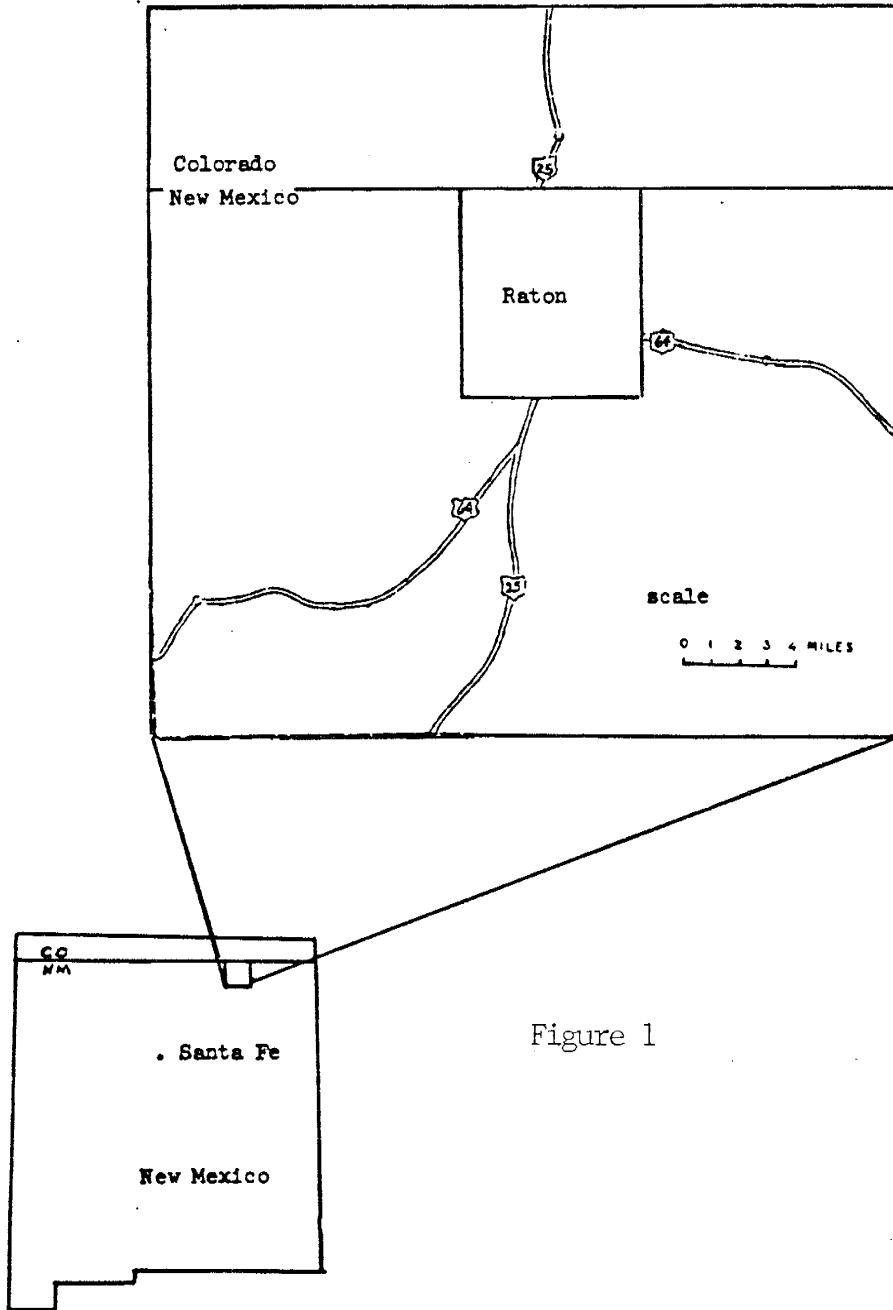 Colorado
25
New Mexico
Raton
64
64
25
scale
0 1 2 3 4 MILES
CO
NM
. Santa Fe
Figure 1
New Mexico